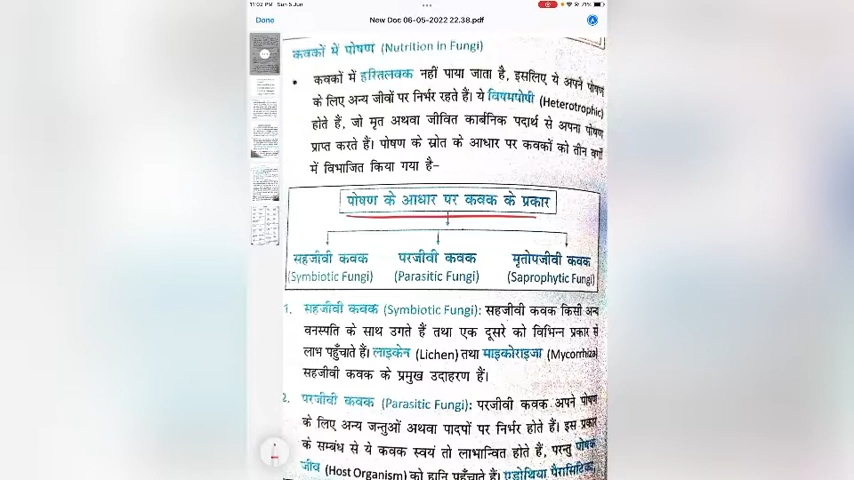 11:03 PM Sun 5 Jun
71%
Done
New Doc 06-05-2022 22.38.pdf
कवकों में पोषण (Nutrition in Fungi)
• कवकों में हरितलवक नहीं पाया जाता है, इसलिए ये अपने पोषण
के लिए अन्य जीवों पर निर्भर रहते हैं। ये विषमपोषी (Heterotrophic)
होते हैं, जो मृत अथवा जीवित कार्बनिक पदार्थ से अपना पोषण
प्राप्त करते हैं। पोषण के स्रोत के आधार पर कवकों को तीन वर्गों
में विभाजित किया गया है–
पोषण के आधार पर कवक के प्रकार
सहजीवी कवक परजीवी कवक मृतोपजीवी कवक
(Symbiotic Fungi) (Parasitic Fungi) (Saprophytic Fungi)
1. सहजीवी कवक (Symbiotic Fungi): सहजीवी कवक किसी अन्य
वनस्पति के साथ उगते हैं तथा एक दूसरे को विभिन्न प्रकार से
लाभ पहुँचाते हैं। लाइकेन (Lichen) तथा माइकोराइजा (Mycorrhiza)
सहजीवी कवक के प्रमुख उदाहरण हैं।
2. परजीवी कवक (Parasitic Fungi): परजीवी कवक अपने पोषण
के लिए अन्य जन्तुओं अथवा पादपों पर निर्भर होते हैं। इस प्रकार
के सम्बंध से ये कवक स्वयं तो लाभान्वित होते हैं, परन्तु पोषक
जीव (Host Organism) को हानि पहुँचाते हैं। एंडोथिया पैरासिटिका